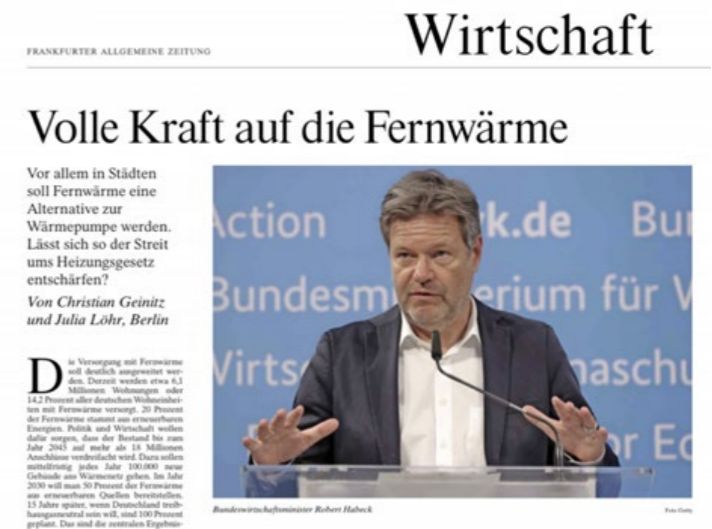 FRANKFURTER ALLGEMEINE ZEITUNG
Wirtschaft
Volle Kraft auf die Fernwärme
Vor allem in Städten
soll Fernwärme eine
Alternative zur
Wärmepumpe werden.
Lässt sich so der Streit
ums Heizungsgesetz
entschärfen?
Von Christian Geinitz
und Julia Löhr, Berlin
Die Versorgung mit Fernwärme
soll deutlich ausgeweitet wer-
den. Derzeit werden etwa 6,1
Millionen Wohnungen oder
14,2 Prozent aller deutschen Wohneinhei-
ten mit Fernwärme versorgt. 20 Prozent
der Fernwärme stammt aus erneuerbaren
Energien. Politik und Wirtschaft wollen
dafür sorgen, dass der Bestand bis zum
Jahr 2045 auf mehr als 18 Millionen
Anschlüsse verdreifacht wird. Dazu sollen
mittelfristig jedes Jahr 100.000 neue
Gebäude ans Wärmenetz gehen. Im Jahr
2030 will man 50 Prozent der Fernwärme
aus erneuerbaren Quellen bereitstellen.
15 Jahre später, wenn Deutschland treib-
hausgasneutral sein will, sind 100 Prozent
geplant. Das sind die zentralen Ergebnis-
Action rk.de Bu
Bundesm erium für W
Wirts naschu
or Ec
Bundeswirtschaftsminister Robert Habeck
Foto Getty